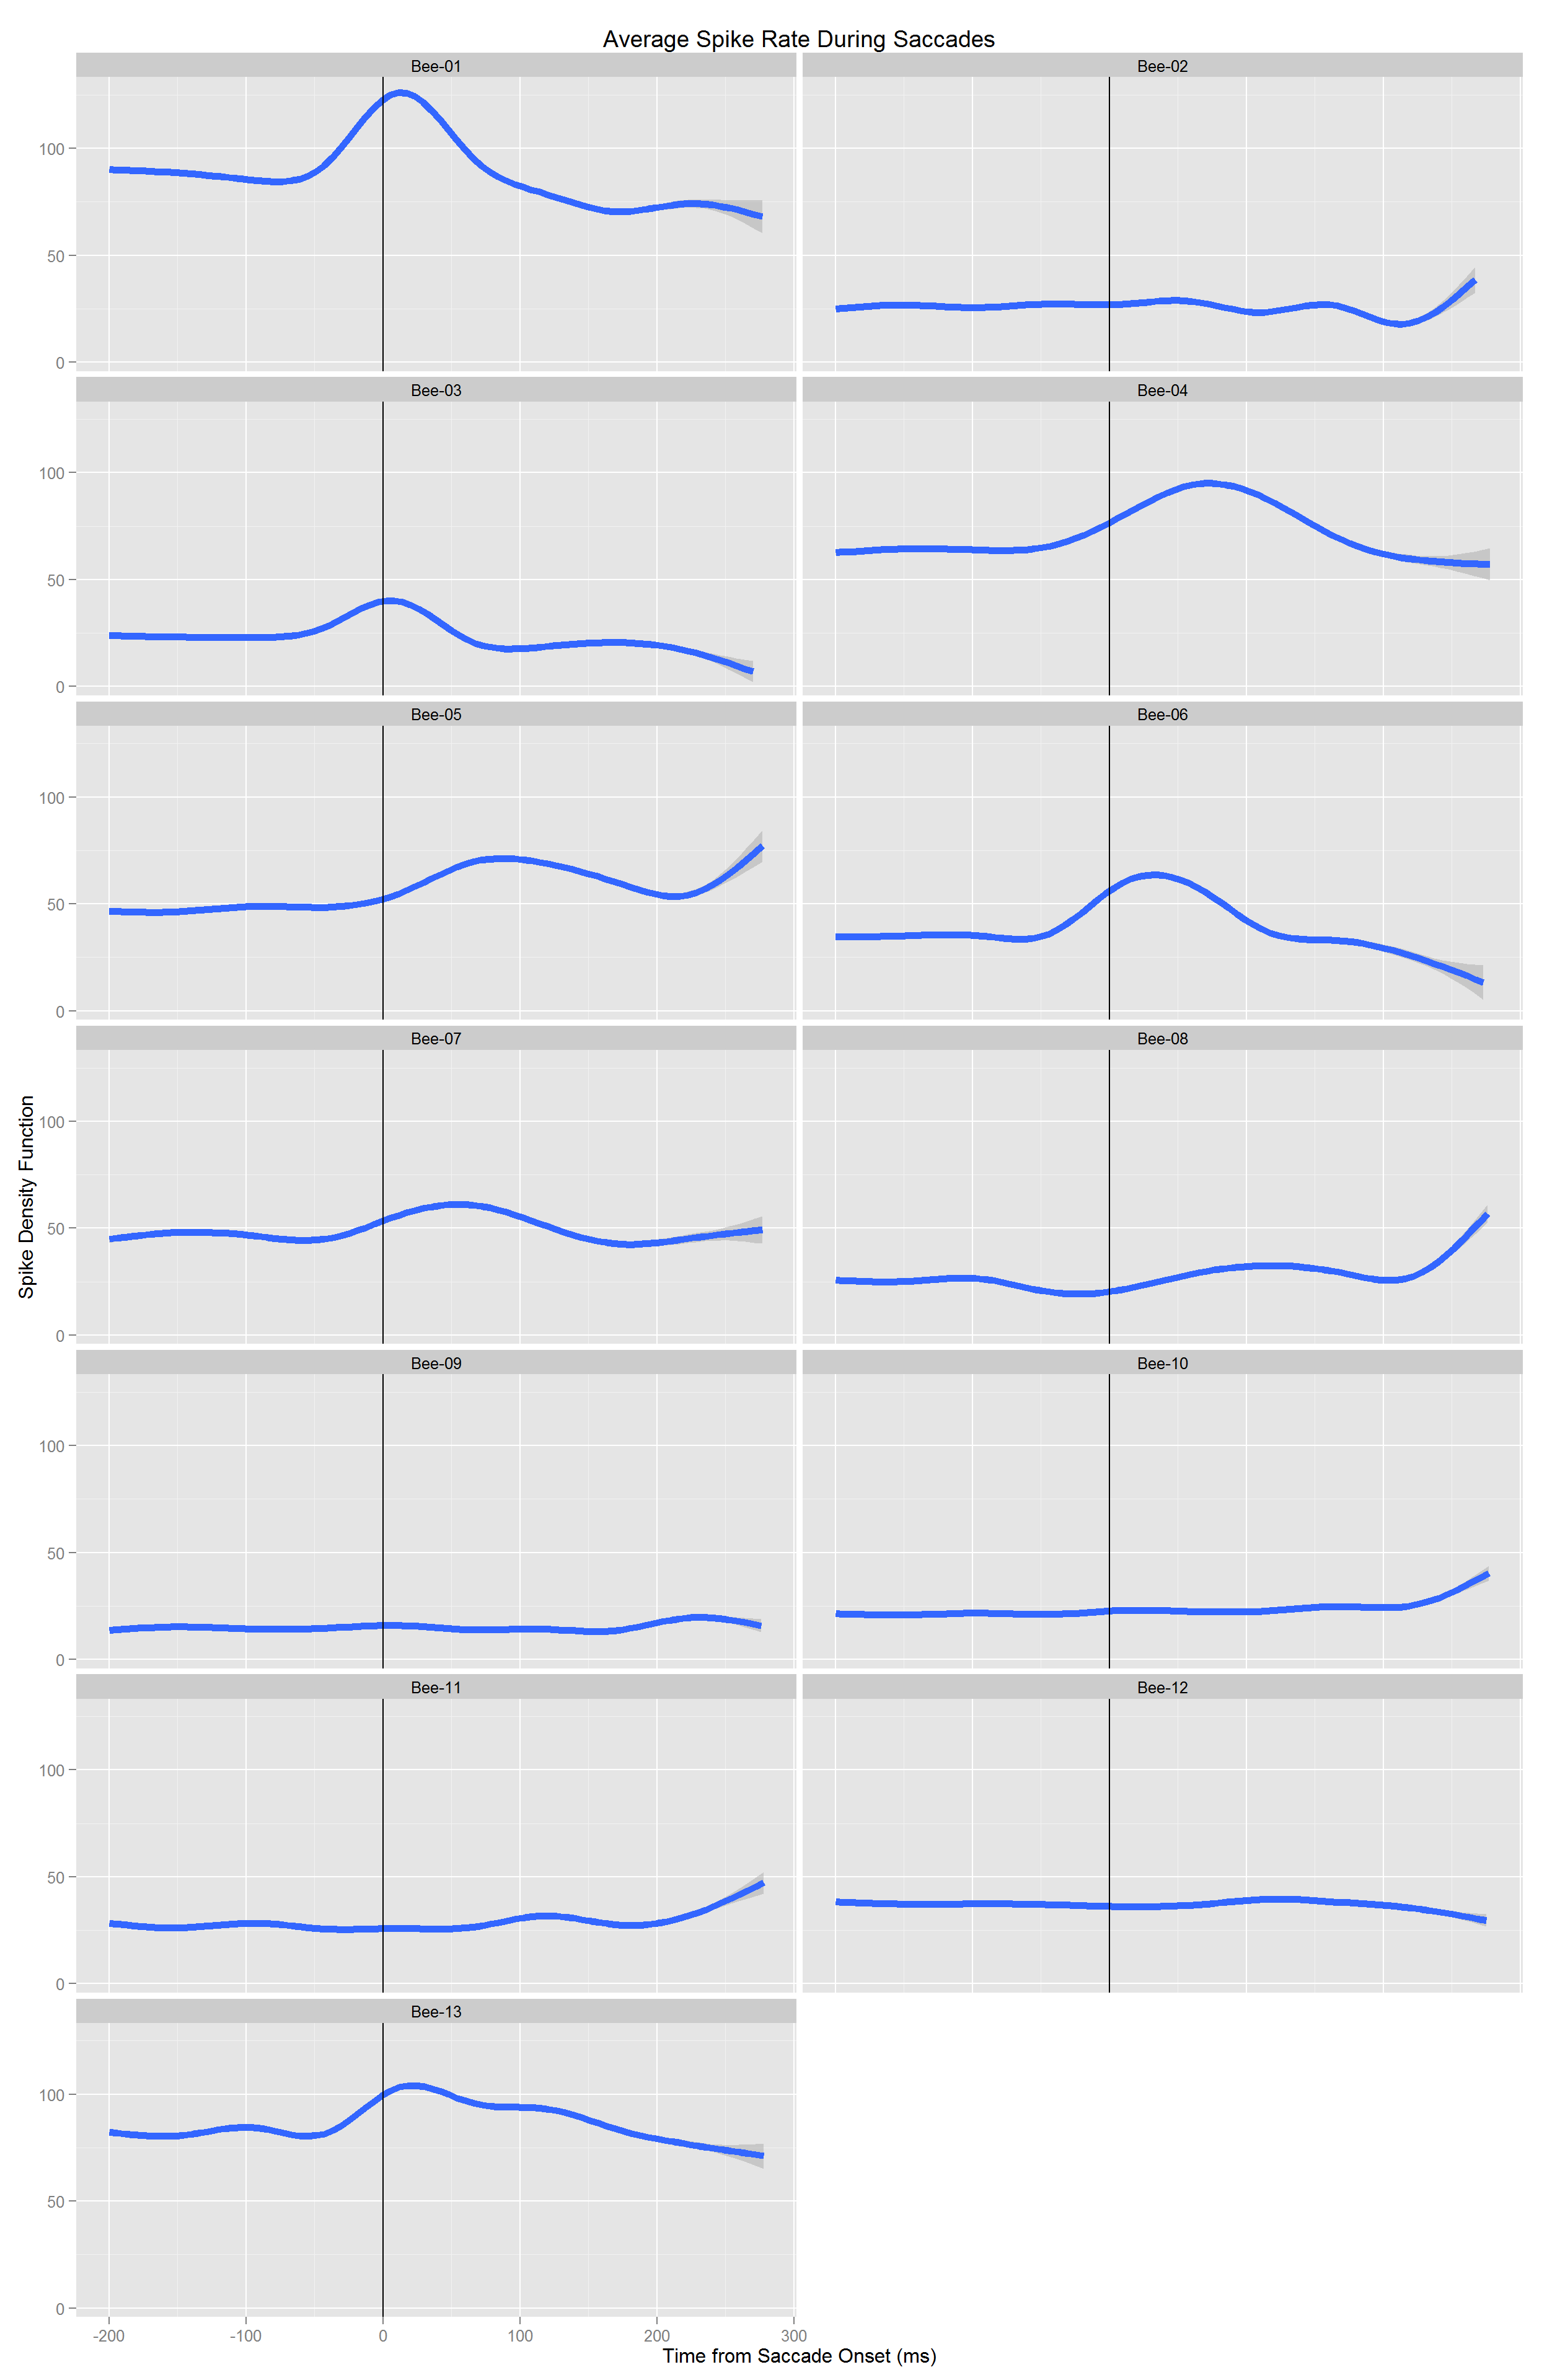 Average Spike Rate During Saccades
Bee-01
Bee-02
100
50
0
Bee-03
Bee-04
100
50
0
Bee-05
Bee-06
100
50
0
Bee-07
Bee-08
100
50
0
Bee-09
Bee-10
100
50
0
Bee-11
Bee-12
100
50
0
Bee-13
100
50
0
-200
-100
0
100
200
300
Time from Saccade Onset (ms)
Spike Density Function